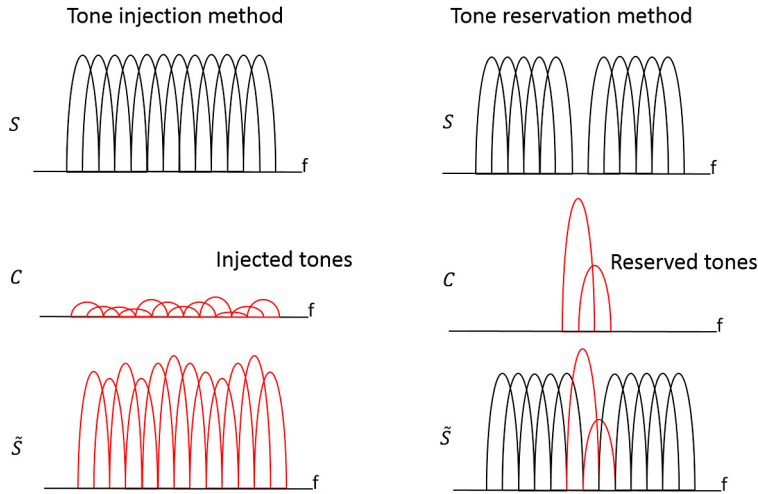 Tone injection method
Tone reservation method
S
f
S
f
C
Injected tones
f
C
Reserved tones
f
S̃
f
S̃
f